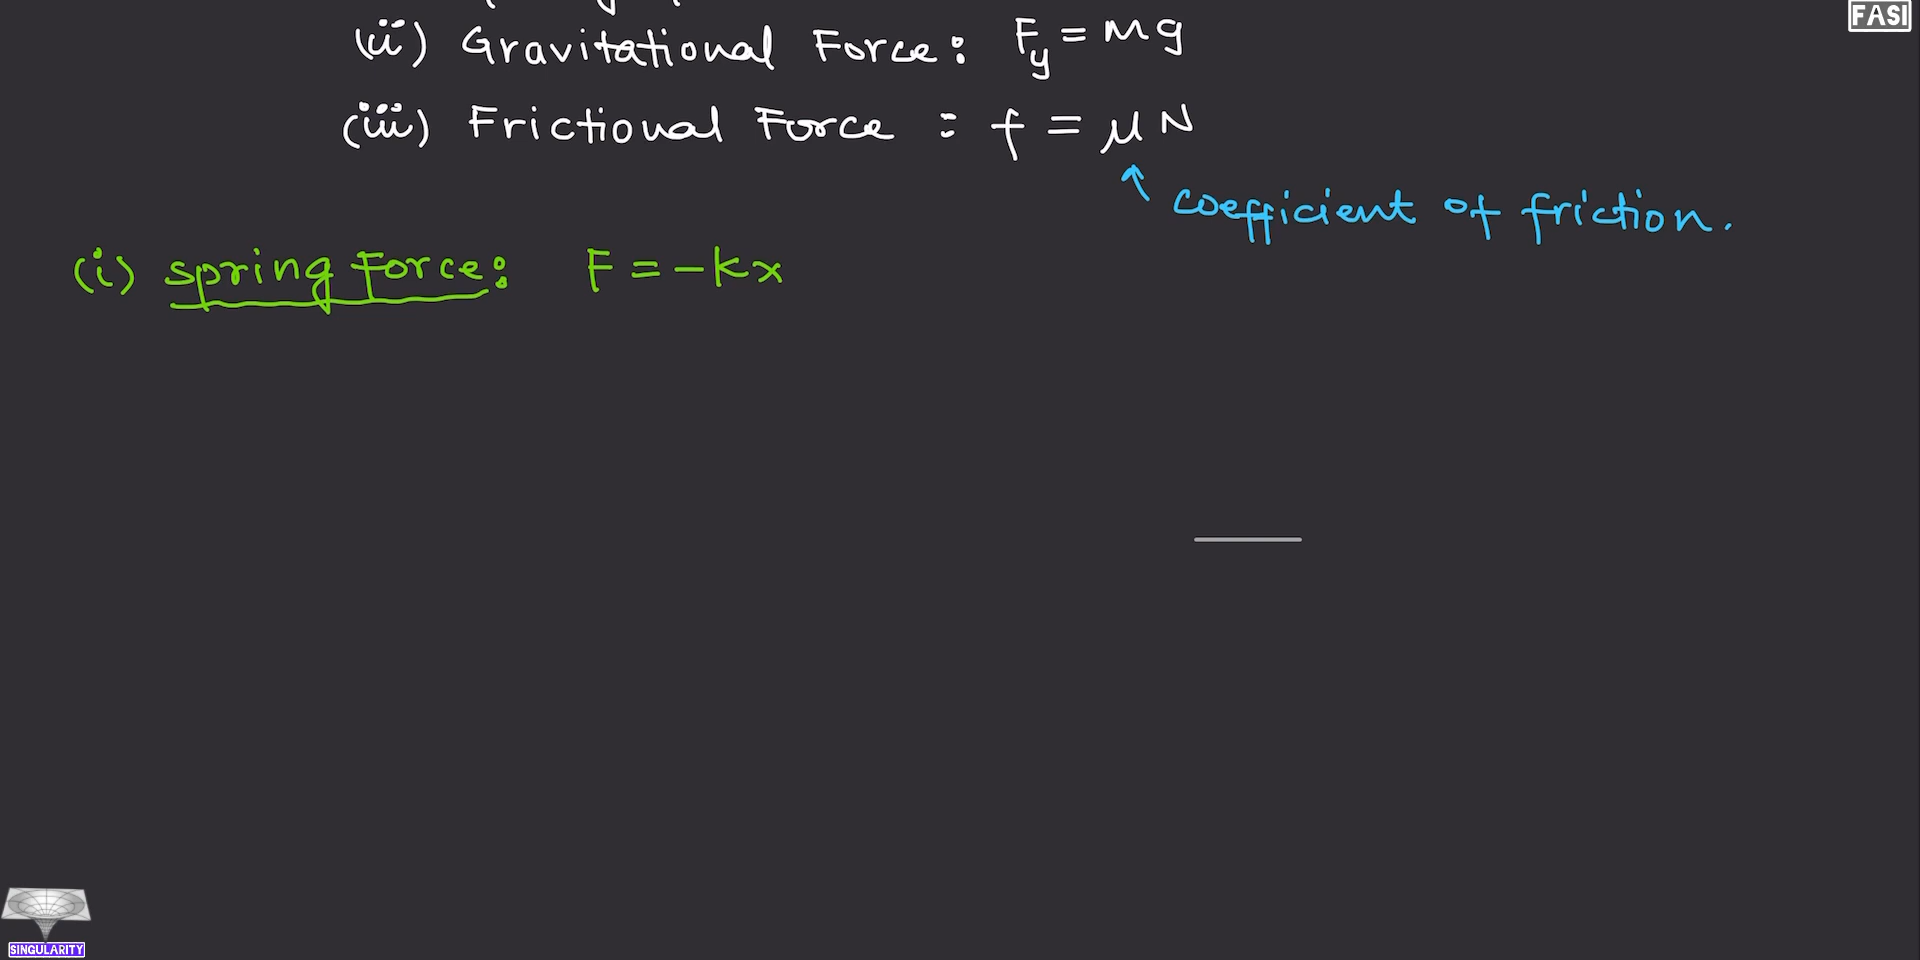 FASI
(ii) Gravitational Force: Fy = mg
(iii) Frictional Force : f = μN
↑ coefficient of friction.
(i) spring Force: F = -kx
SINGULARITY